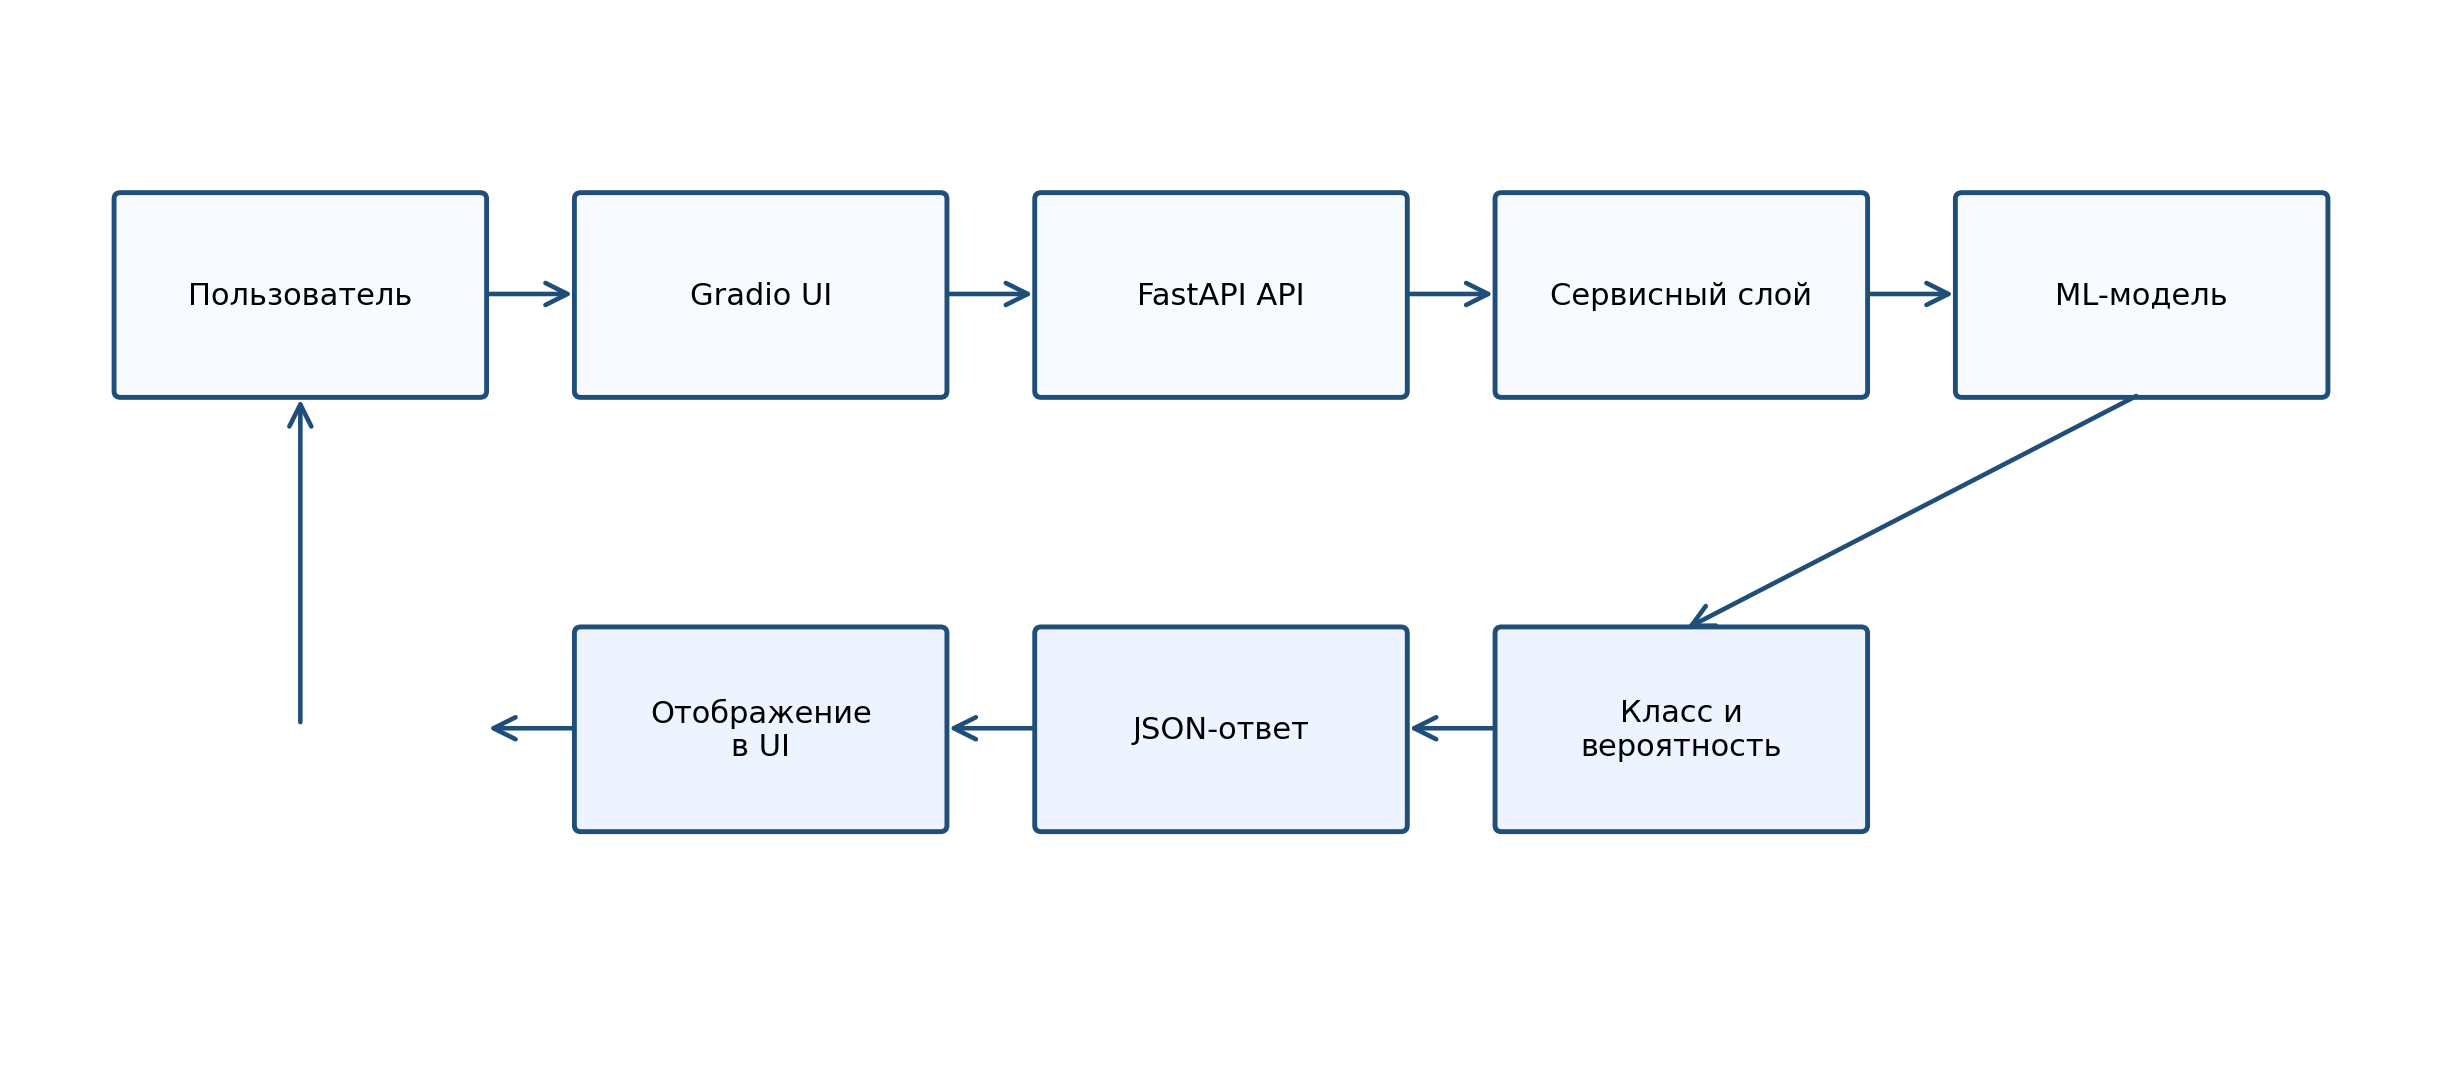 Пользователь
Gradio UI
FastAPI API
Сервисный слой
ML-модель
Отображение
в UI
JSON-ответ
Класс и
вероятность